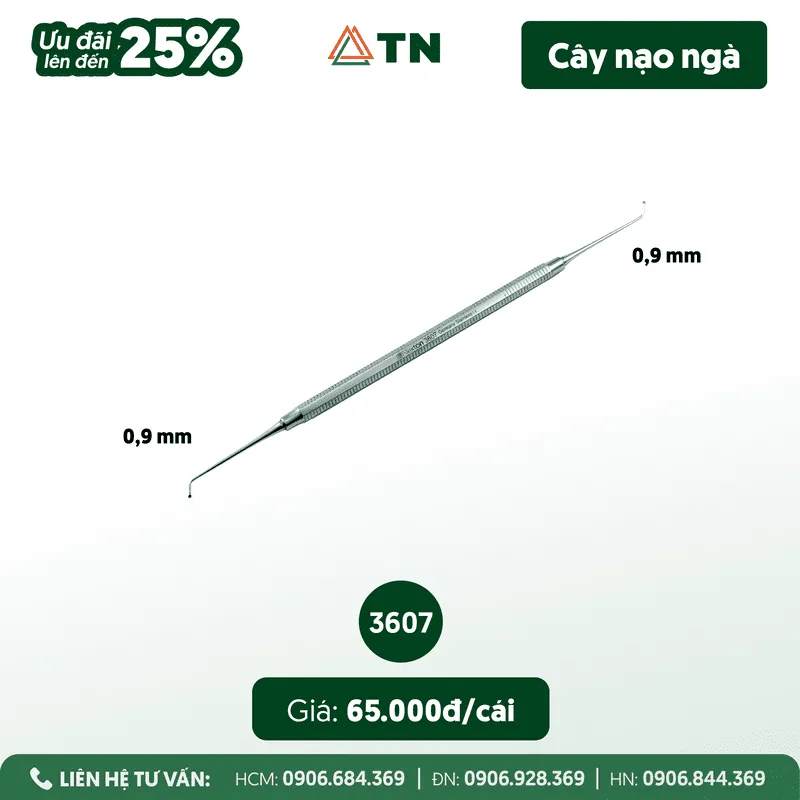 Ưu đãi
lên đến 25%
TN
Cây nạo ngà
0,9 mm
3607
0,9 mm
3607
Giá: 65.000đ/cái
LIÊN HỆ TƯ VẤN: HCM: 0906.684.369 | ĐN: 0906.928.369 | HN: 0906.844.369